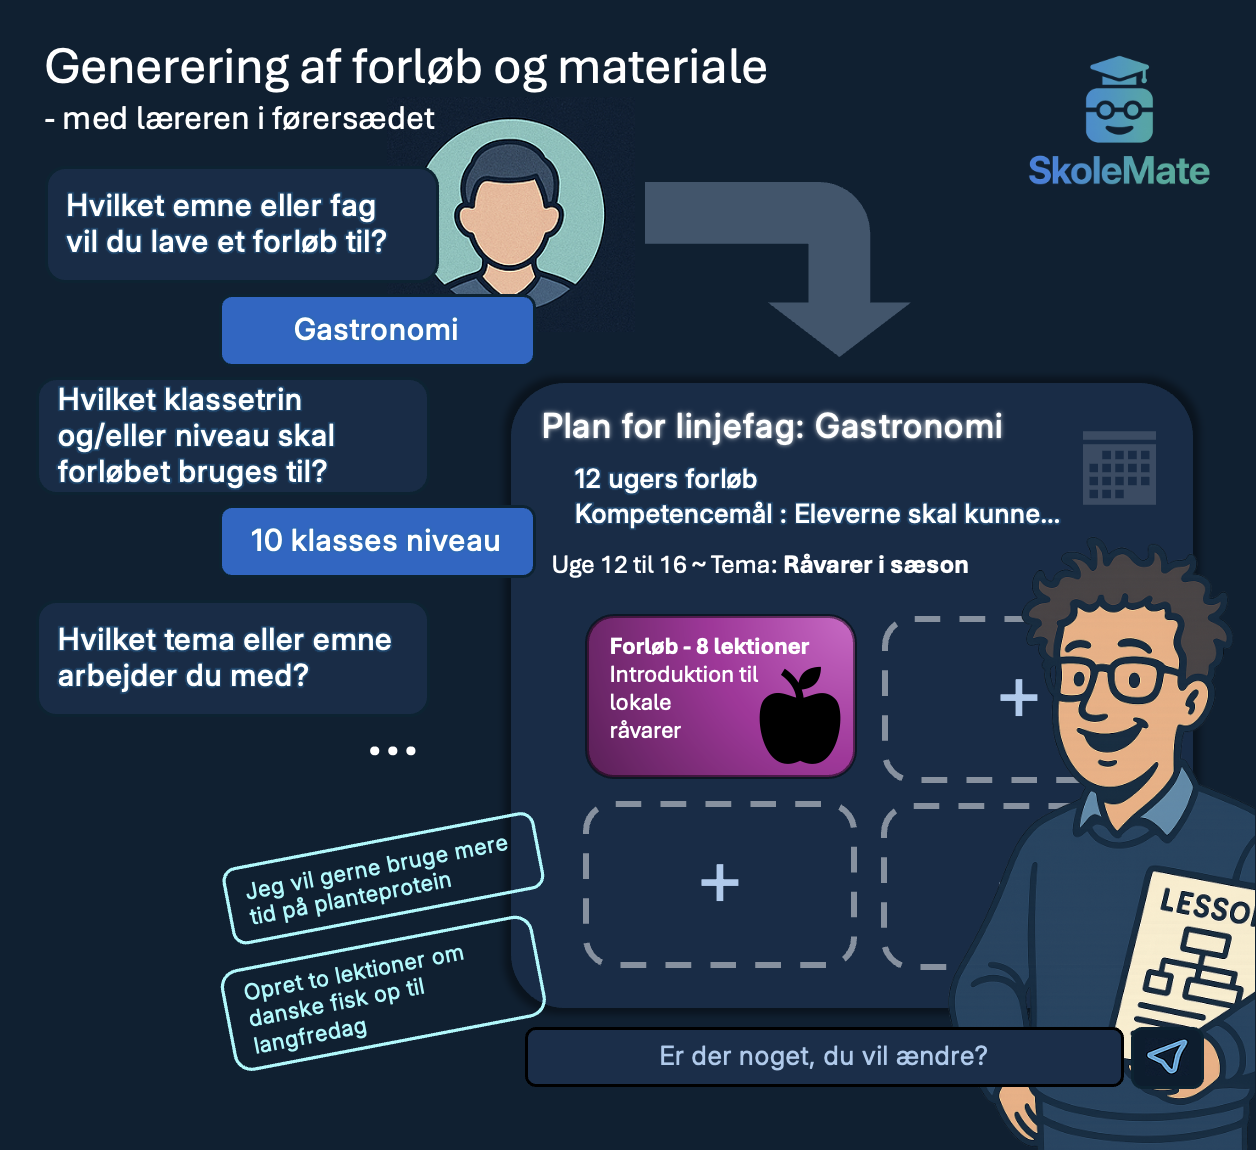 Generering af forløb og materiale
- med læreren i førersædet
SkoleMate
Hvilket emne eller fag
vil du lave et forløb til?
Gastronomi
Hvilket klassetrin
og/eller niveau skal
forløbet bruges til?
10 klasses niveau
Hvilket tema eller emne
arbejder du med?
...
Plan for linjefag: Gastronomi
12 ugers forløb
Kompetencemål : Eleverne skal kunne...
Uge 12 til 16 ~ Tema: Råvarer i sæson
Forløb - 8 lektioner
Introduktion til
lokale
råvarer
+
+
Jeg vil gerne bruge mere
tid på planteprotein
Opret to lektioner om
danske fisk op til
langfredag
LESSO
Er der noget, du vil ændre?